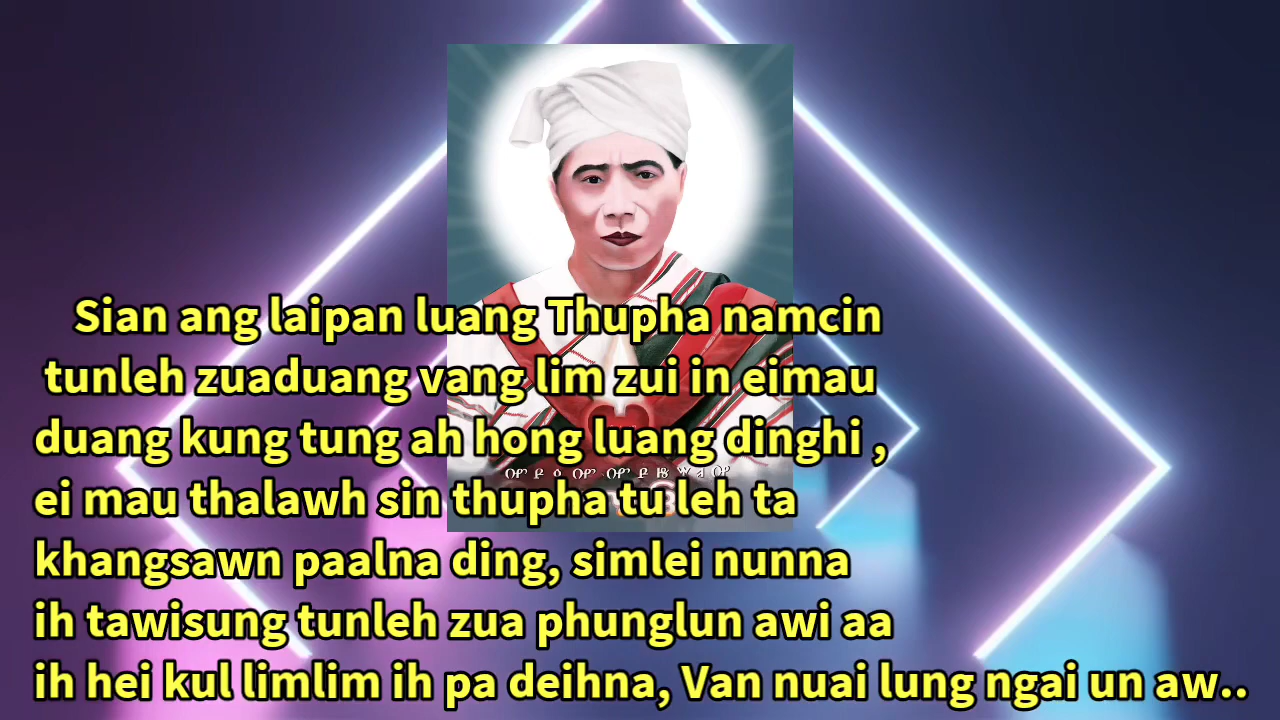 Sian ang laipan luang Thupha namcin
tunleh zuaduang vang lim zui in eimau
duang kung tung ah hong luang dinghi ,
ei mau thalawh sin thupha tu leh ta
khangsawn paalna ding, simlei nunna
ih tawisung tunleh zua phunglun awi aa
ih hei kul limlim ih pa deihna, Van nuai lung ngai un aw..